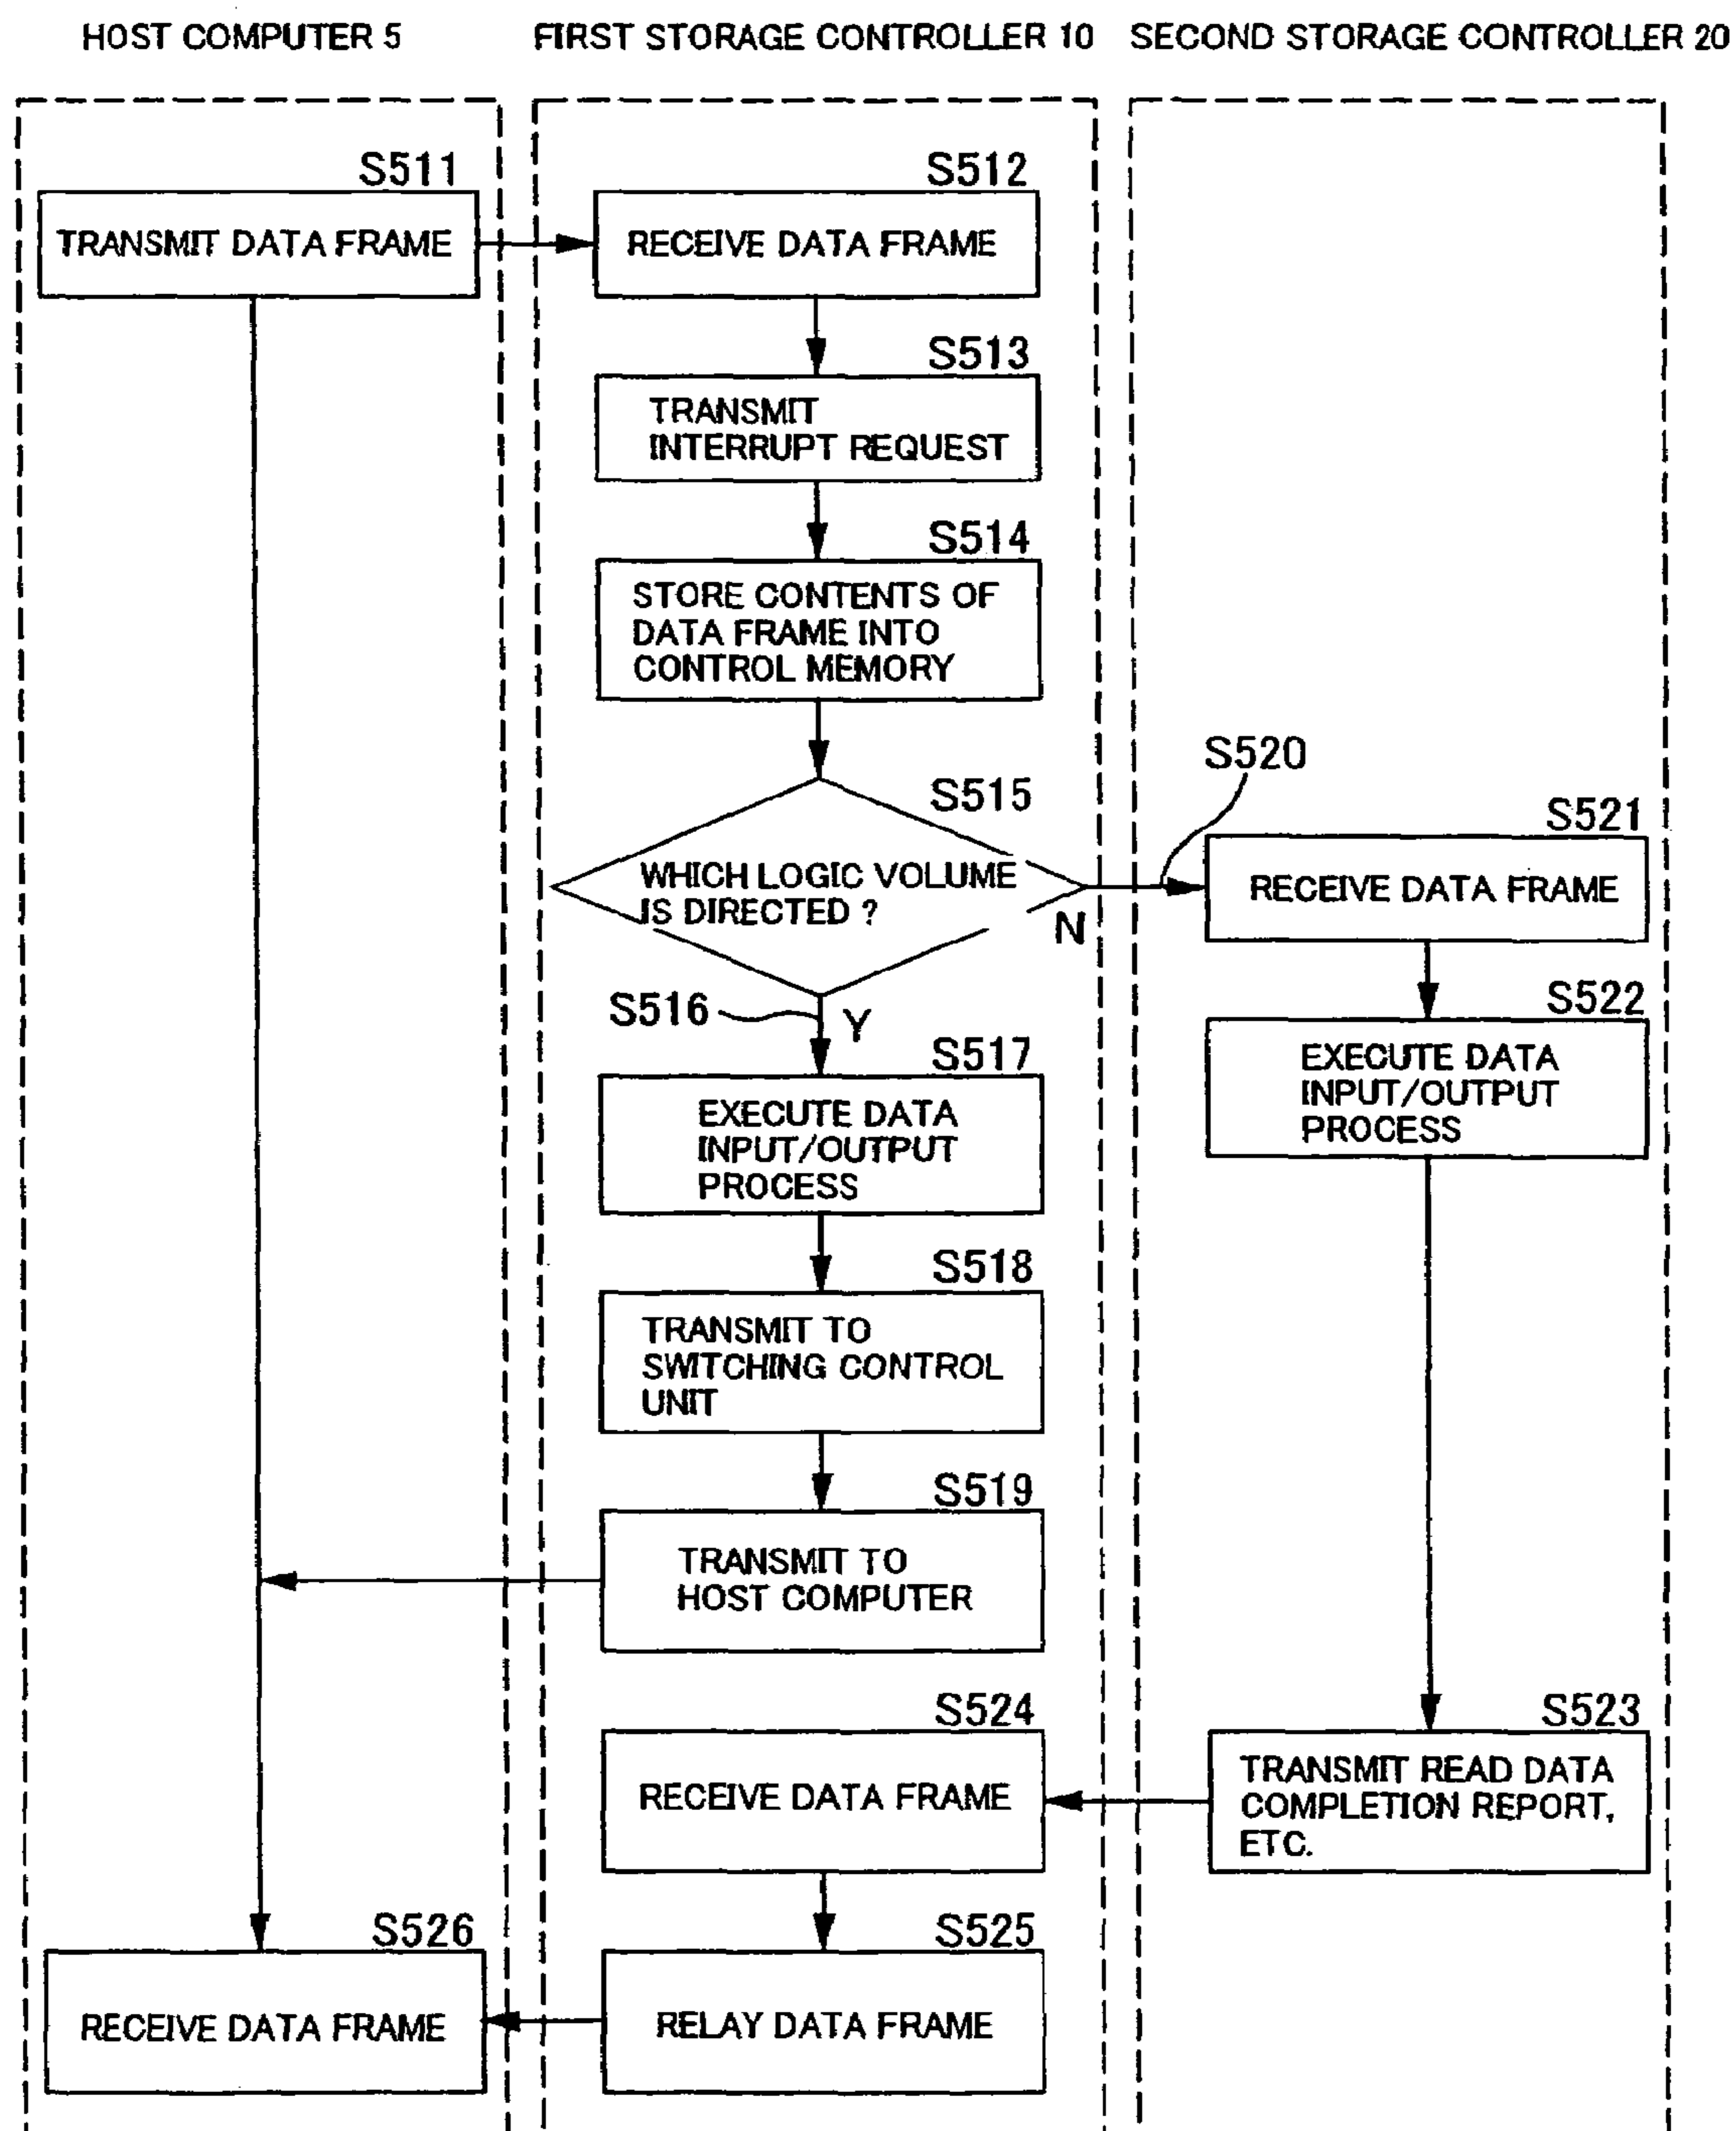 HOST COMPUTER 5
FIRST STORAGE CONTROLLER 10
SECOND STORAGE CONTROLLER 20
S511
TRANSMIT DATA FRAME
S512
RECEIVE DATA FRAME
S513
TRANSMIT
INTERRUPT REQUEST
S514
STORE CONTENTS OF
DATA FRAME INTO
CONTROL MEMORY
S515
WHICH LOGIC VOLUME
IS DIRECTED ?
N
S520
S521
RECEIVE DATA FRAME
S516
Y
S522
EXECUTE DATA
INPUT/OUTPUT
PROCESS
S517
EXECUTE DATA
INPUT/OUTPUT
PROCESS
S518
TRANSMIT TO
SWITCHING CONTROL
UNIT
S519
TRANSMIT TO
HOST COMPUTER
S523
TRANSMIT READ DATA
COMPLETION REPORT,
ETC.
S524
RECEIVE DATA FRAME
S525
RELAY DATA FRAME
S526
RECEIVE DATA FRAME